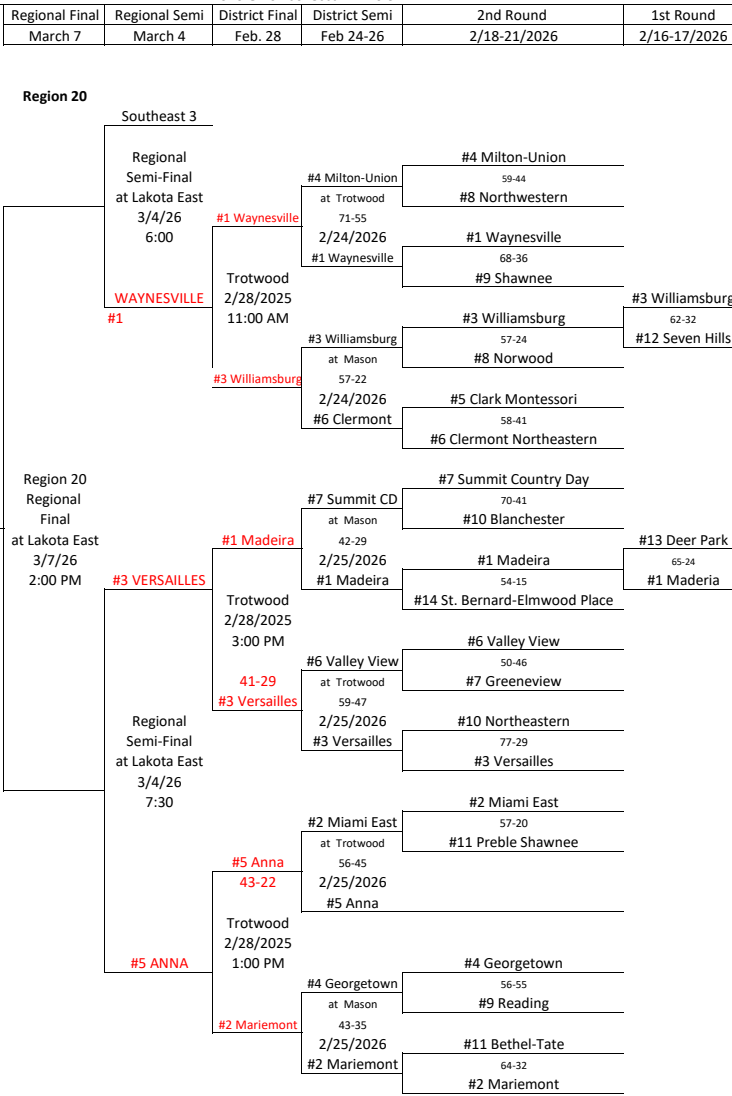 Regional Final Regional Semi District Final District Semi 2nd Round 1st Round
March 7 March 4 Feb. 28 Feb 24-26 2/18-21/2026 2/16-17/2026
Region 20
Southeast 3
Regional
Semi-Final
at Lakota East
3/4/26
6:00
WAYNESVILLE
#1
#1 Waynesville
Trotwood
2/28/2025
11:00 AM
#3 Williamsburg
#4 Milton-Union
at Trotwood
71-55
2/24/2026
#1 Waynesville
#3 Williamsburg
at Mason
57-22
2/24/2026
#6 Clermont
#4 Milton-Union
59-44
#8 Northwestern
#1 Waynesville
68-36
#9 Shawnee
#3 Williamsburg
57-24
#8 Norwood
#5 Clark Montessori
58-41
#6 Clermont Northeastern
#3 Williamsburg
62-32
#12 Seven Hills
Region 20
Regional
Final
at Lakota East
3/7/26
2:00 PM
#3 VERSAILLES
Regional
Semi-Final
at Lakota East
3/4/26
7:30
#5 ANNA
#1 Madeira
Trotwood
2/28/2025
3:00 PM
41-29
#3 Versailles
#7 Summit CD
at Mason
42-29
2/25/2026
#1 Madeira
#6 Valley View
at Trotwood
59-47
2/25/2026
#3 Versailles
#7 Summit Country Day
70-41
#10 Blanchester
#1 Madeira
54-15
#14 St. Bernard-Elmwood Place
#6 Valley View
50-46
#7 Greeneview
#10 Northeastern
77-29
#3 Versailles
#13 Deer Park
65-24
#1 Maderia
#5 Anna
43-22
Trotwood
2/28/2025
1:00 PM
#2 Mariemont
#2 Miami East
at Trotwood
56-45
2/25/2026
#5 Anna
#4 Georgetown
at Mason
43-35
2/25/2026
#2 Mariemont
#2 Miami East
57-20
#11 Preble Shawnee
#4 Georgetown
56-55
#9 Reading
#11 Bethel-Tate
64-32
#2 Mariemont